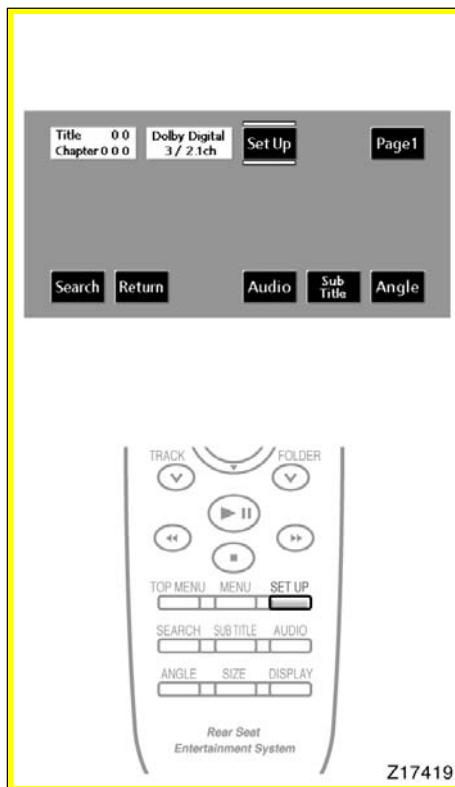 Title 0 0
Chapter 0 0 0
Dolby Digital
3 / 2.1ch
Set Up
Page1
Search
Return
Audio
Sub
Title
Angle
TRACK
FOLDER
TOP MENU
MENU
SET UP
SEARCH
SUB TITLE
AUDIO
ANGLE
SIZE
DISPLAY
Rear Seat
Entertainment System
Z17419